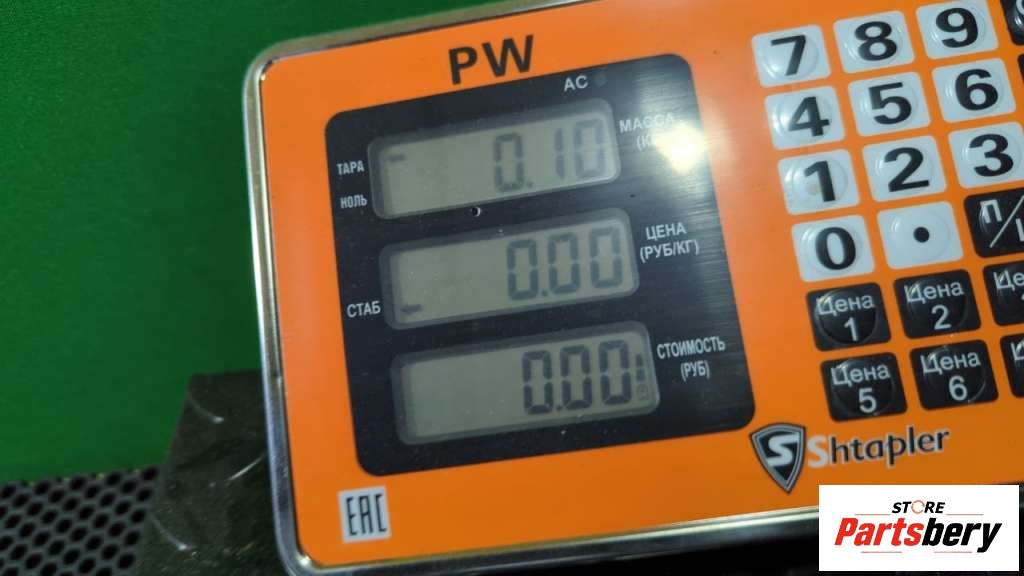 PW
AC
ТАРА
НОЛЬ
0.10
МАССА
СТАБ
0.00
ЦЕНА
(РУБ/КГ)
0.00
СТОИМОСТЬ
(РУБ)
7 8 9
4 5 6
1 2 3
0 .
П/
Цена 1
Цена 2
Цена 5
Цена 6
Shtapler
EAC
STORE
Partsbery